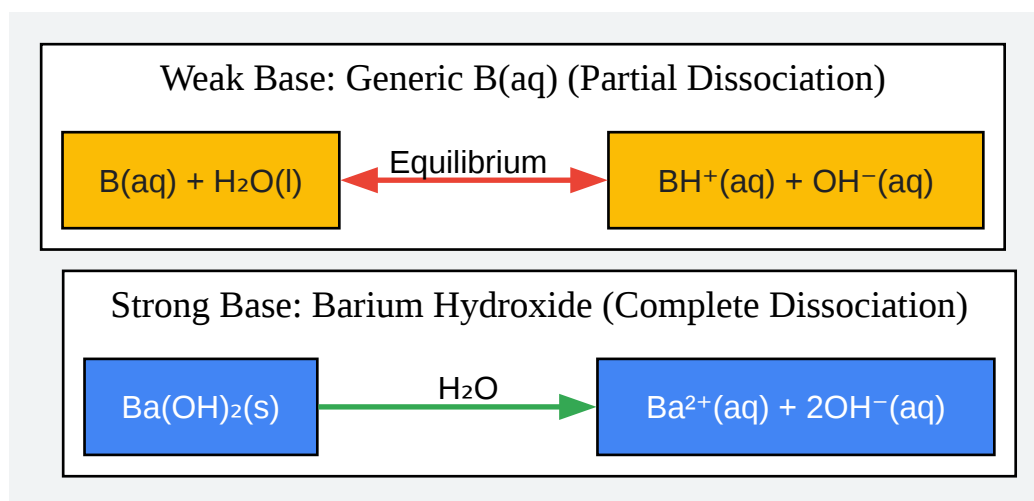 Weak Base: Generic B(aq) (Partial Dissociation)
B(aq) + H₂O(l)
Equilibrium
BH⁺(aq) + OH⁻(aq)
Strong Base: Barium Hydroxide (Complete Dissociation)
Ba(OH)₂(s)
H₂O
Ba²⁺(aq) + 2OH⁻(aq)